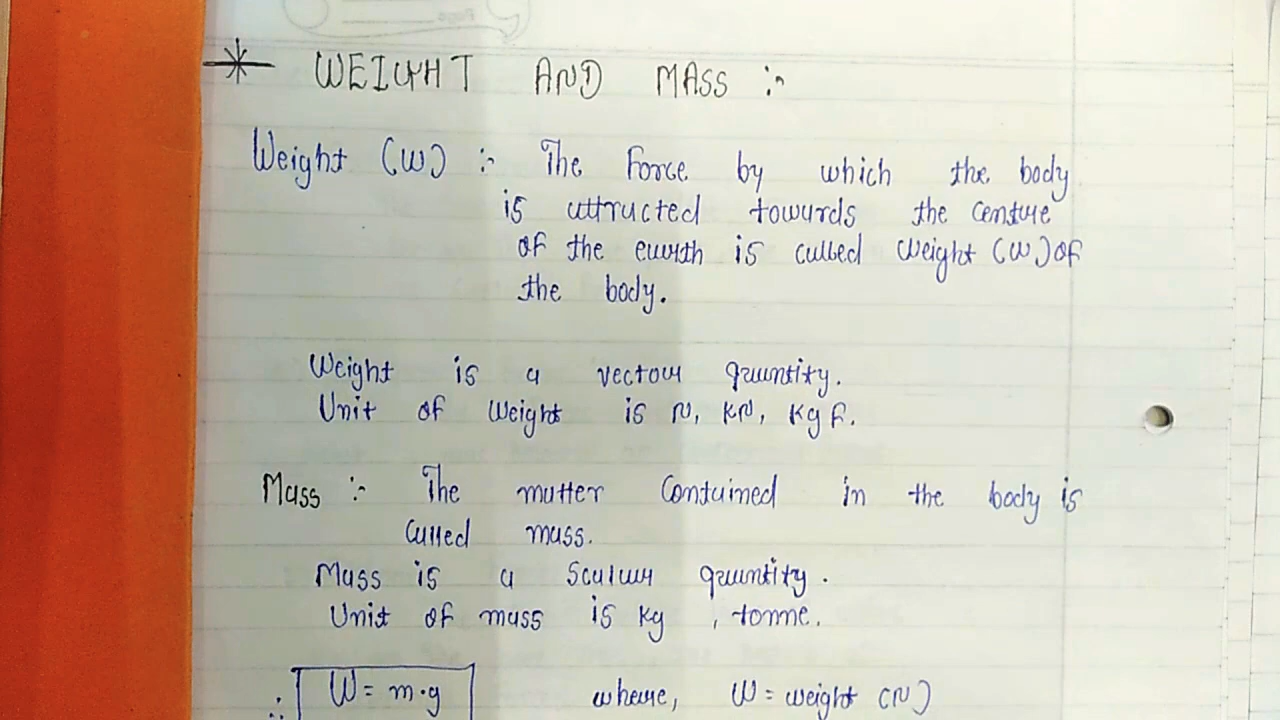 * WEIGHT AND MASS :-
Weight (W) :- The Force by which the body
is attracted towards the centre
of the earth is called weight (W) of
the body.
Weight is a vector quantity.
Unit of weight is N, KN, Kgf.
Mass :- The matter contained in the body is
called mass.
Mass is a scalar quantity.
Unit of mass is kg, tonne.
∴ W = m·g where, W = weight (N)